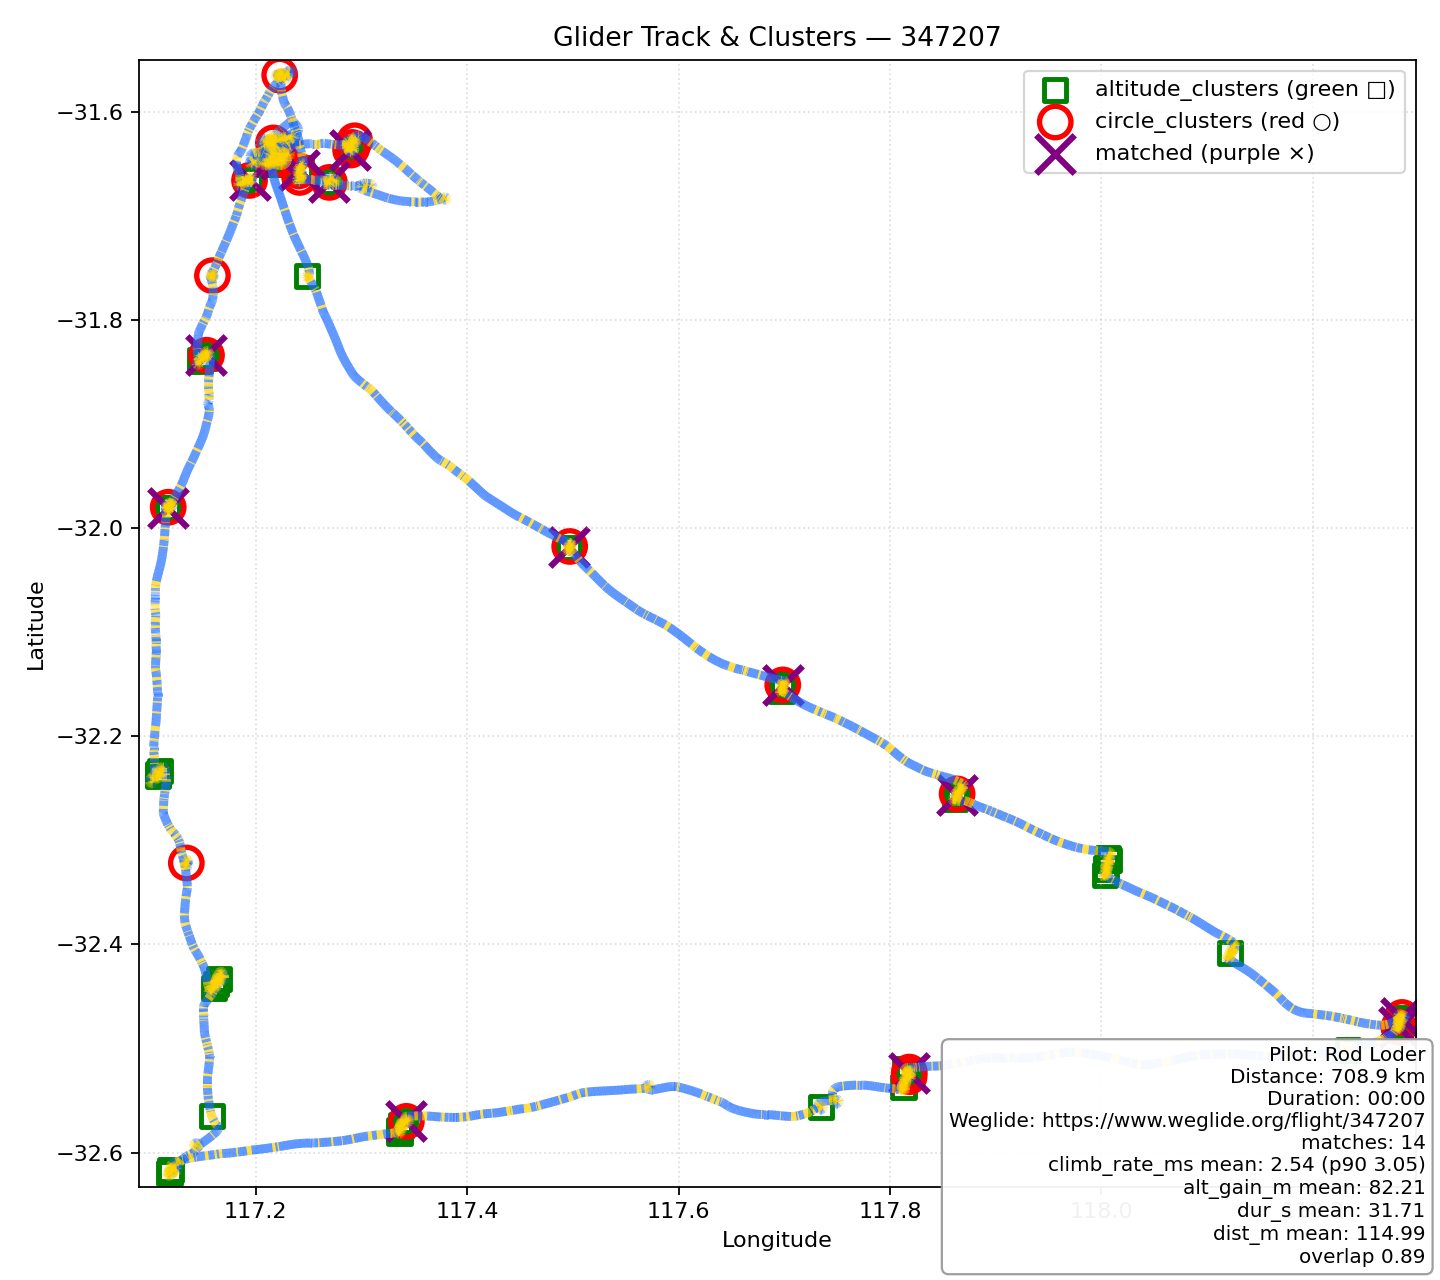 Glider Track & Clusters — 347207
altitude_clusters (green □)
circle_clusters (red ○)
matched (purple ×)
Latitude
−31.6
−31.8
−32.0
−32.2
−32.4
−32.6
117.2
117.4
117.6
117.8
118.0
Longitude
Pilot: Rod Loder
Distance: 708.9 km
Duration: 00:00
Weglide: https://www.weglide.org/flight/347207
matches: 14
climb_rate_ms mean: 2.54 (p90 3.05)
alt_gain_m mean: 82.21
dur_s mean: 31.71
dist_m mean: 114.99
overlap 0.89